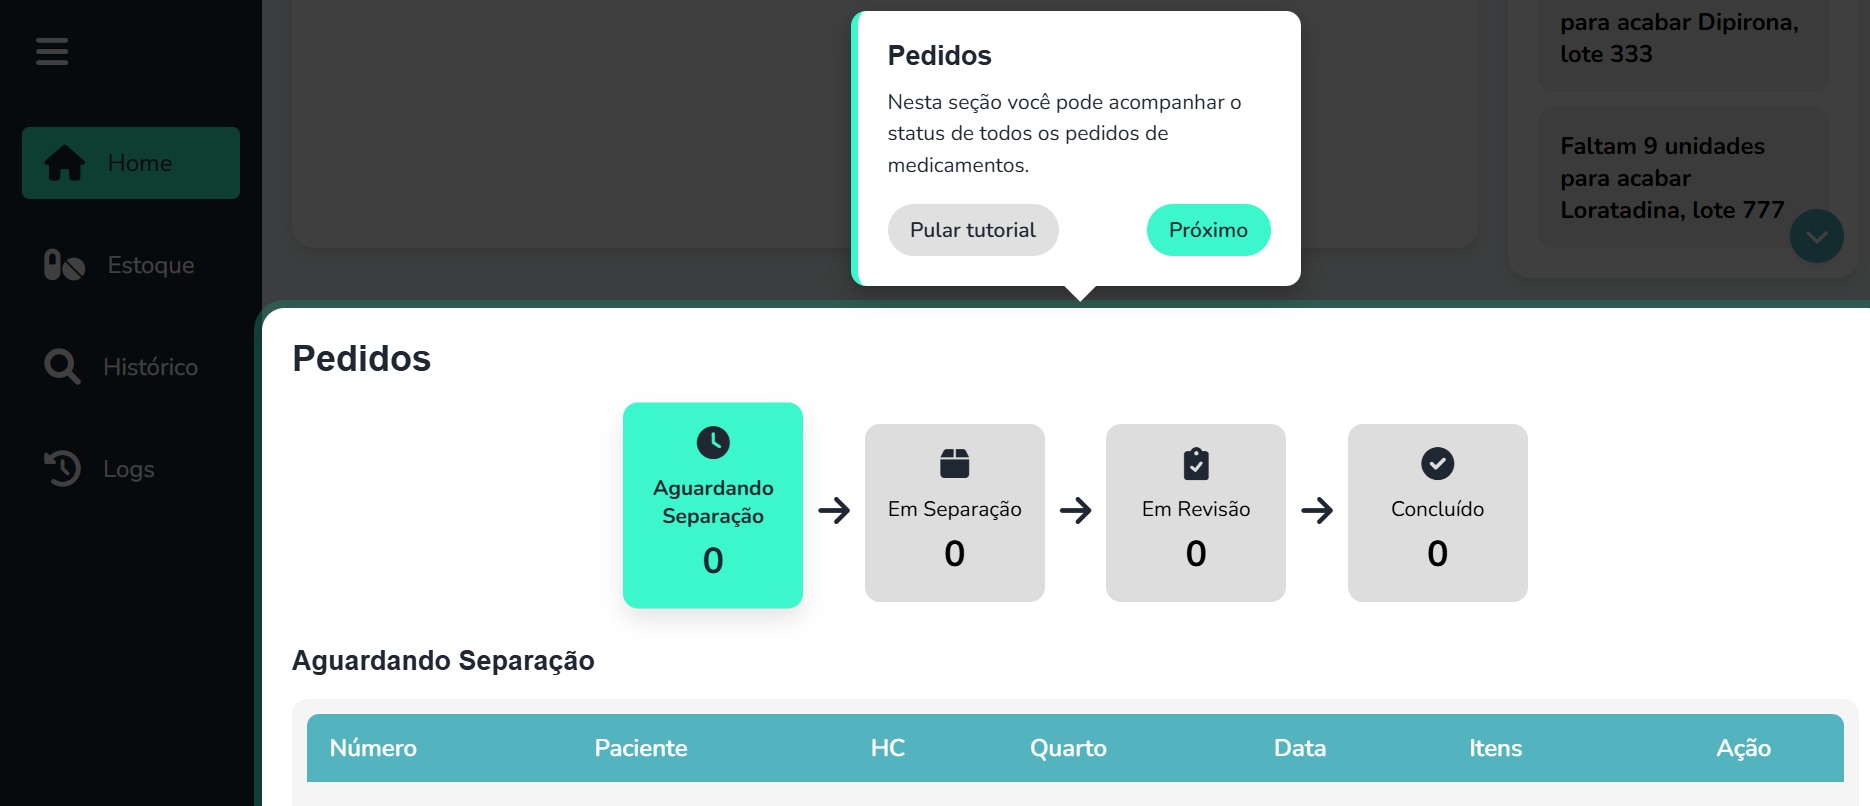 Home
Estoque
Histórico
Logs
Pedidos
Nesta seção você pode acompanhar o
status de todos os pedidos de
medicamentos.
Pular tutorial
Próximo
para acabar Dipirona,
lote 333
Faltam 9 unidades
para acabar
Loratadina, lote 777
Pedidos
Aguardando
Separação
0
Em Separação
0
Em Revisão
0
Concluído
0
Aguardando Separação
Número Paciente HC Quarto Data Itens Ação